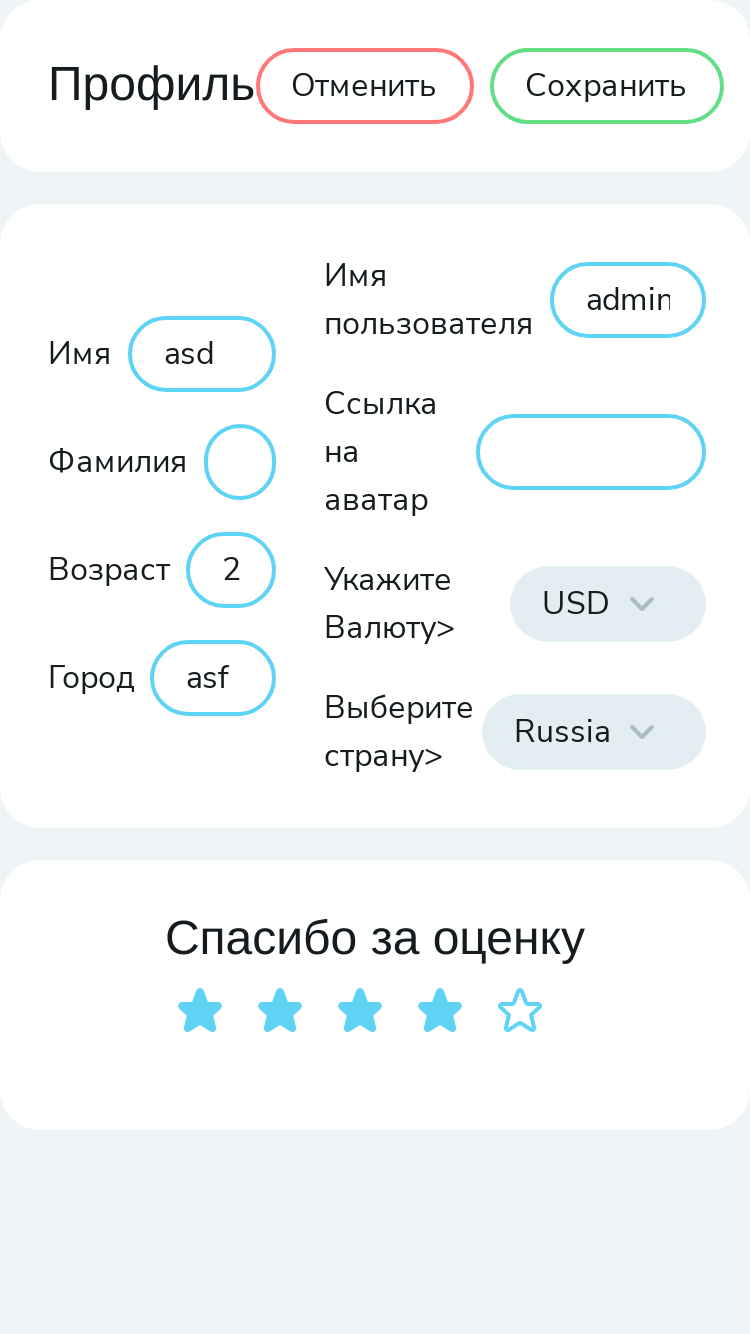 Профиль Отменить Сохранить
Имя asd
Фамилия
Возраст 2
Город asf
Имя
пользователя
admin
Ссылка
на
аватар
Укажите
Валюту>
USD
Выберите
страну>
Russia
Спасибо за оценку